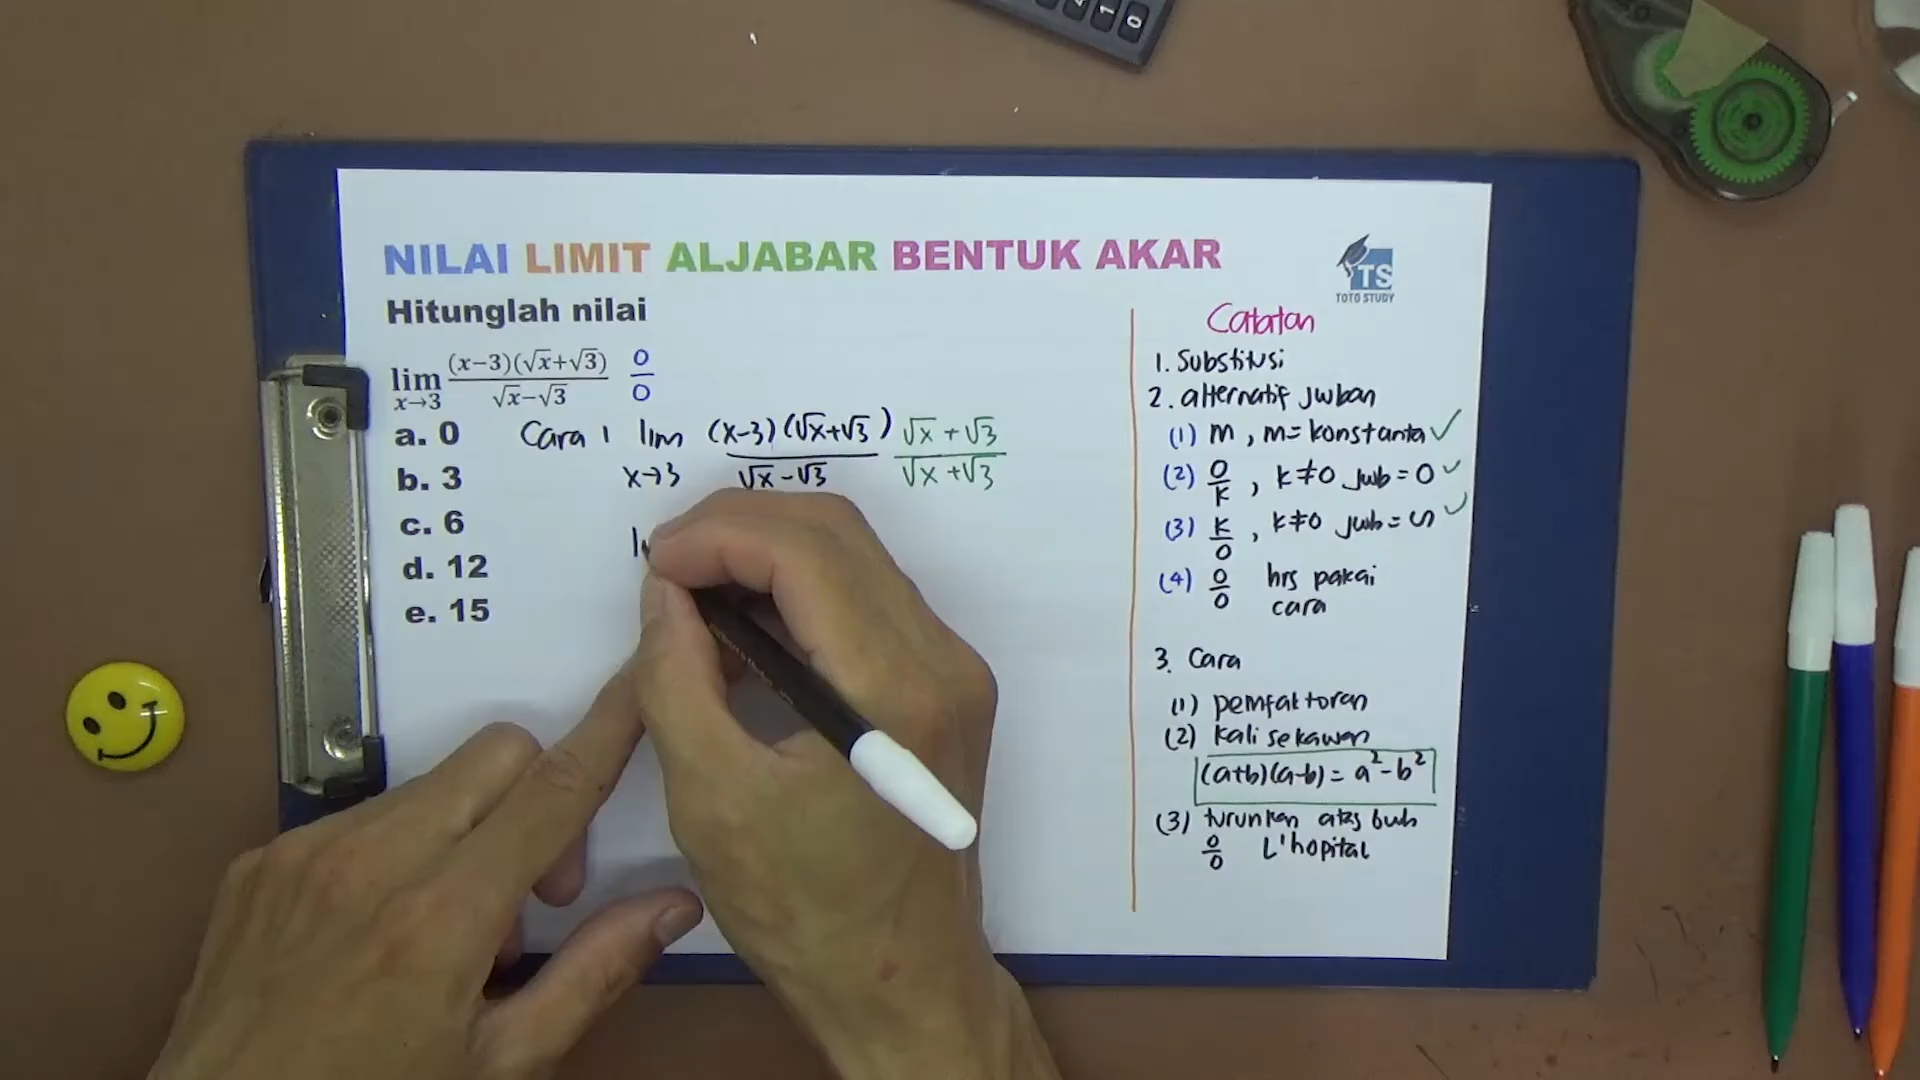 NILAI LIMIT ALJABAR BENTUK AKAR
TS
TOTO STUDY
Hitunglah nilai
lim x→3 (x−3)(√x+√3) / √x−√3 0/0
a. 0
b. 3
c. 6
d. 12
e. 15
Cara 1 lim x→3 (x−3)(√x+√3) / √x−√3 √x+√3 / √x+√3
Catatan
1. Substitusi
2. alternatif jwban
(1) m, m= konstanta ✓
(2) 0/k, k≠0 jwb = 0 ✓
(3) k/0, k≠0 jwb = ∞ ✓
(4) 0/0 hrs pakai
cara
3. Cara
(1) pemfaktoran
(2) kali sekawan
(a+b)(a-b) = a²-b²
(3) turunkan atas bwh
0/0 L'hopital
0 1